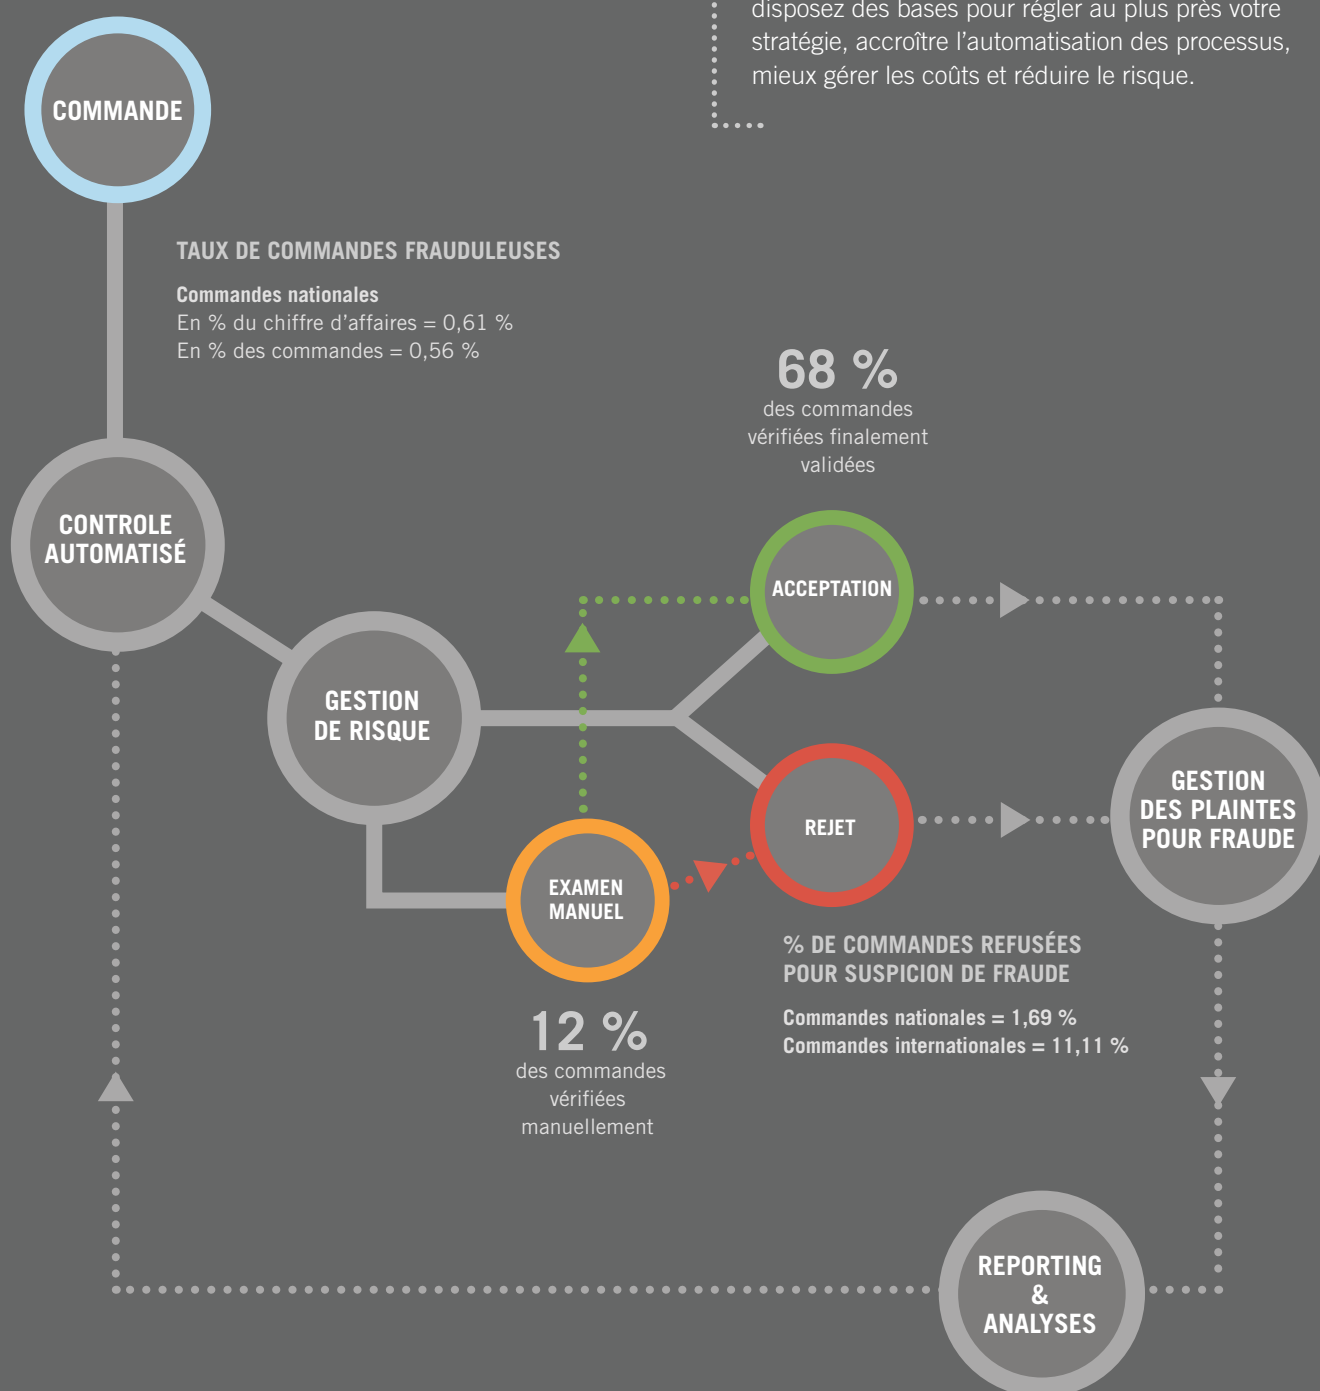 disposez des bases pour régler au plus près votre
stratégie, accroître l’automatisation des processus,
mieux gérer les coûts et réduire le risque.
COMMANDE
TAUX DE COMMANDES FRAUDULEUSES
Commandes nationales
En % du chiffre d’affaires = 0,61 %
En % des commandes = 0,56 %
68 %
des commandes
vérifiées finalement
validées
CONTROLE
AUTOMATISÉ
ACCEPTATION
GESTION
DE RISQUE
GESTION
DES PLAINTES
POUR FRAUDE
REJET
EXAMEN
MANUEL
% DE COMMANDES REFUSÉES
POUR SUSPICION DE FRAUDE
Commandes nationales = 1,69 %
Commandes internationales = 11,11 %
12 %
des commandes
vérifiées
manuellement
REPORTING
&
ANALYSES